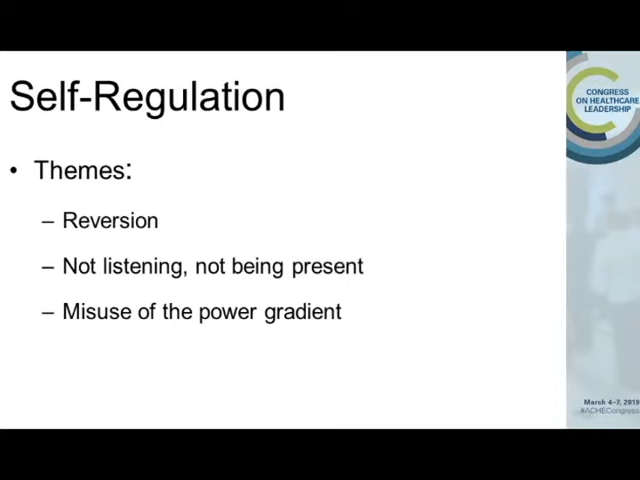 Self-Regulation
• Themes:
– Reversion
– Not listening, not being present
– Misuse of the power gradient
CONGRESS
ON HEALTHCARE
LEADERSHIP
March 4–7, 2019
#ACHECongress